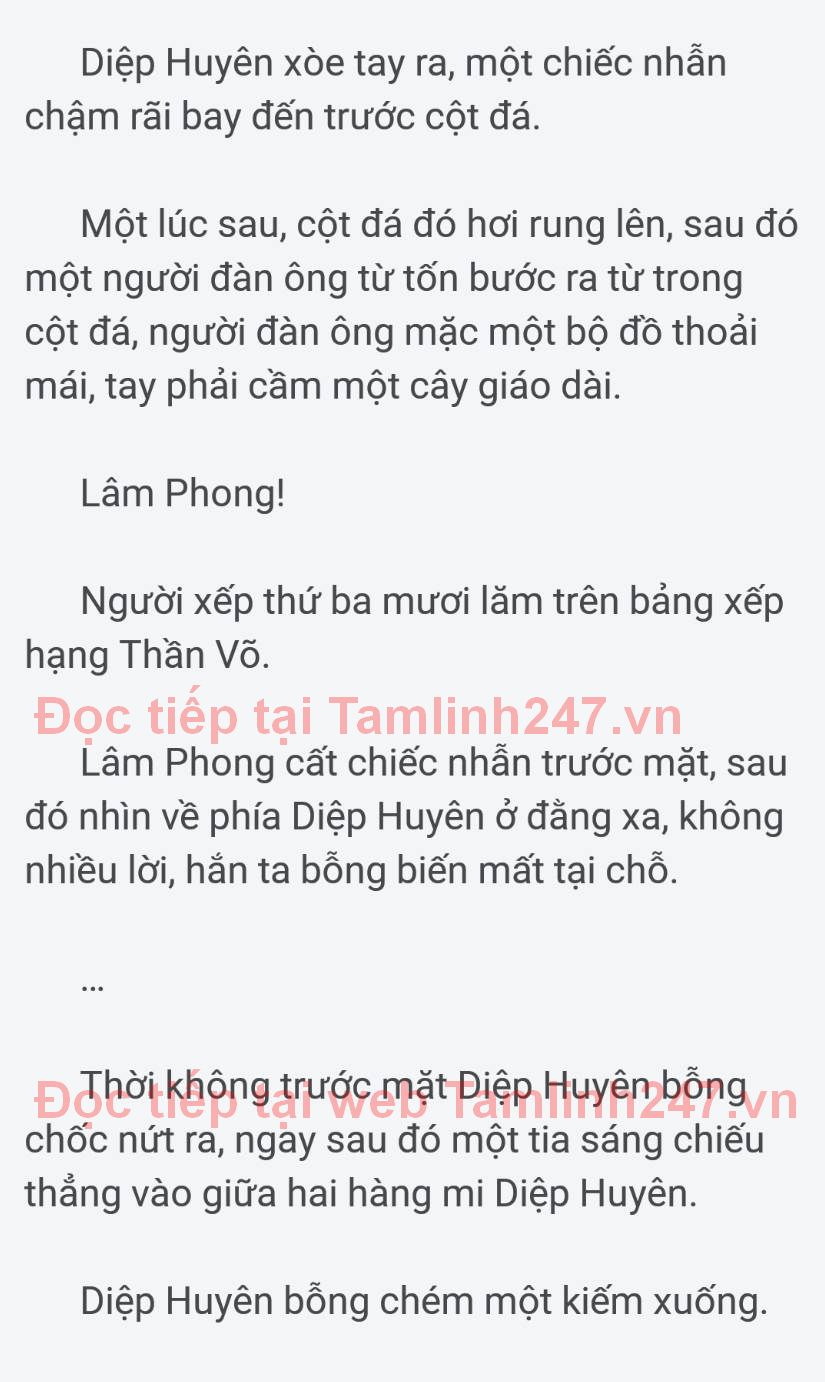 Diệp Huyên xòe tay ra, một chiếc nhẫn
chậm rãi bay đến trước cột đá.
Một lúc sau, cột đá đó hơi rung lên, sau đó
một người đàn ông từ tốn bước ra từ trong
cột đá, người đàn ông mặc một bộ đồ thoải
mái, tay phải cầm một cây giáo dài.
Lâm Phong!
Người xếp thứ ba mươi lăm trên bảng xếp
hạng Thần Võ.
Đọc tiếp tại Tamlinh247.vn
Lâm Phong cất chiếc nhẫn trước mặt, sau
đó nhìn về phía Diệp Huyên ở đằng xa, không
nhiều lời, hắn ta bỗng biến mất tại chỗ.
...
Thời không trước mặt Diệp Huyên bỗng
Đọc tiếp tại web Tamlinh247.vn
chốc nứt ra, ngay sau đó một tia sáng chiếu
thẳng vào giữa hai hàng mi Diệp Huyên.
Diệp Huyên bỗng chém một kiếm xuống.